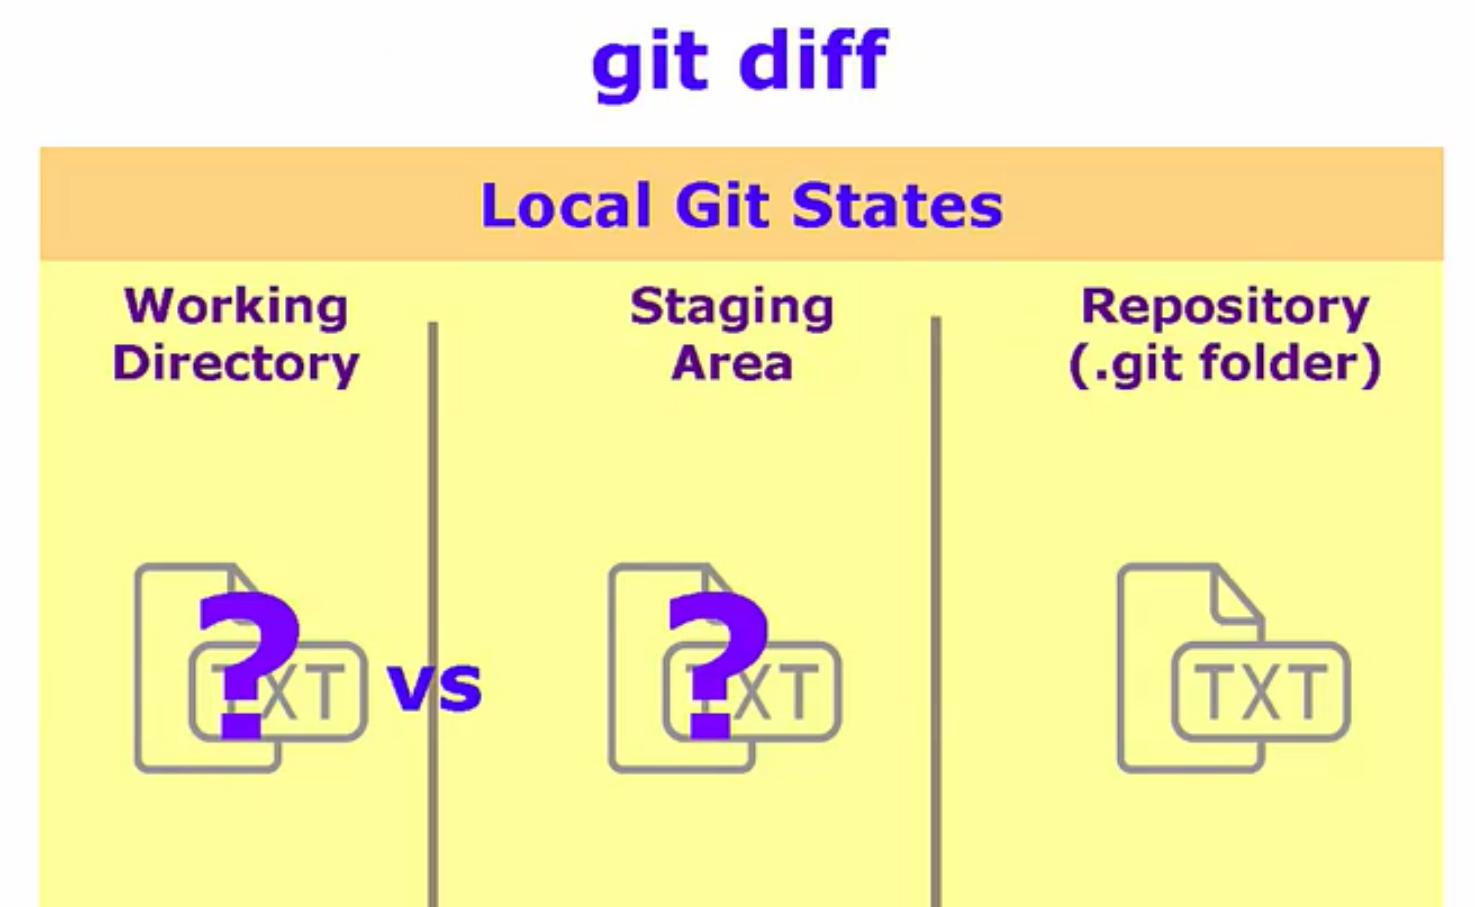 git diff
Local Git States
Working
Directory
Staging
Area
Repository
(.git folder)
?
TXT
vs
?
TXT
TXT